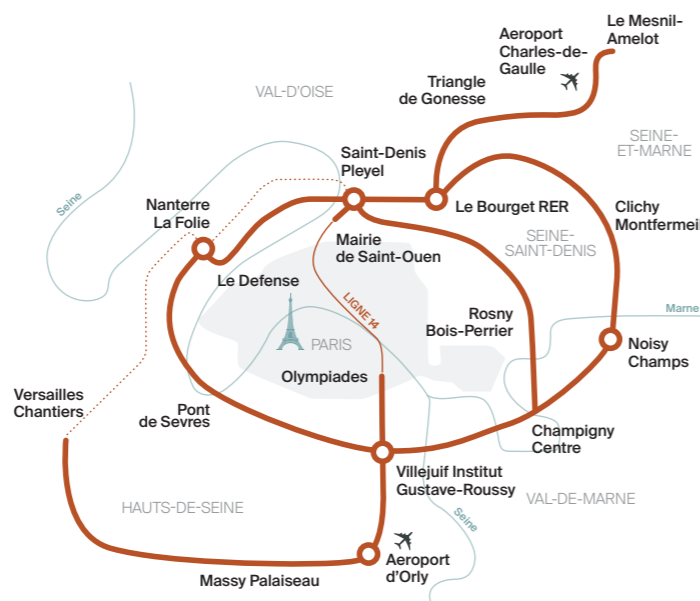 Le Mesnil-
Amelot
Aeroport
Charles-de-
Gaulle
Triangle
de Gonesse
VAL-D'OISE
SEINE-
ET-MARNE
Saint-Denis
Pleyel
Seine
Nanterre
La Folie
Le Bourget RER
Clichy
Montfermeil
SEINE-
SAINT-DENIS
Mairie
de Saint-Ouen
Le Defense
LIGNE 14
Rosny
Bois-Perrier
Marne
PARIS
Noisy
Champs
Olympiades
Versailles
Chantiers
Pont
de Sevres
Champigny
Centre
Villejuif Institut
Gustave-Roussy
VAL-DE-MARNE
HAUTS-DE-SEINE
Seine
Aeroport
d'Orly
Massy Palaiseau